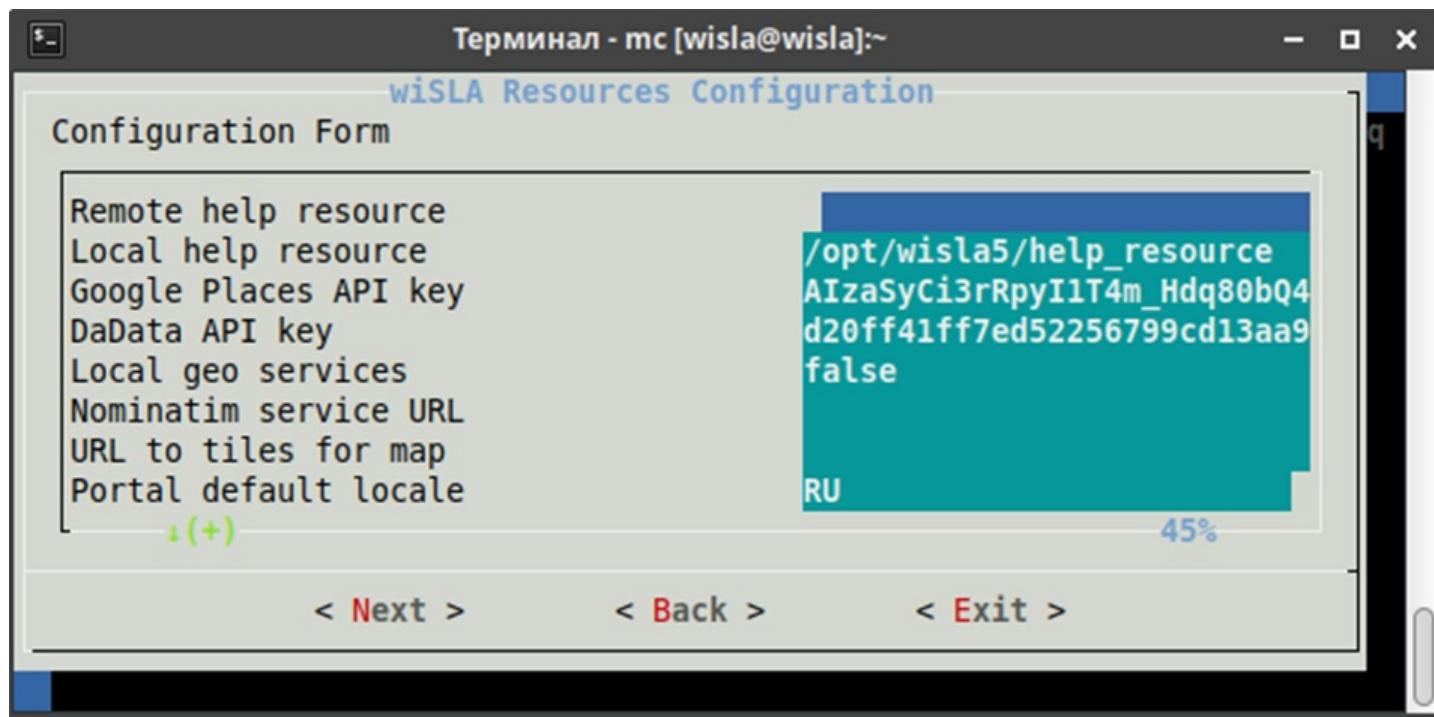 Терминал - mc [wisla@wisla]:~
wiSLA Resources Configuration
Configuration Form
q
Remote help resource
Local help resource /opt/wisla5/help_resource
Google Places API key AIzaSyCi3rRpyI1T4m_Hdq80bQ4
DaData API key d20ff41ff7ed52256799cd13aa9
Local geo services false
Nominatim service URL
URL to tiles for map
Portal default locale RU
↓(+) 45%
< Next > < Back > < Exit >